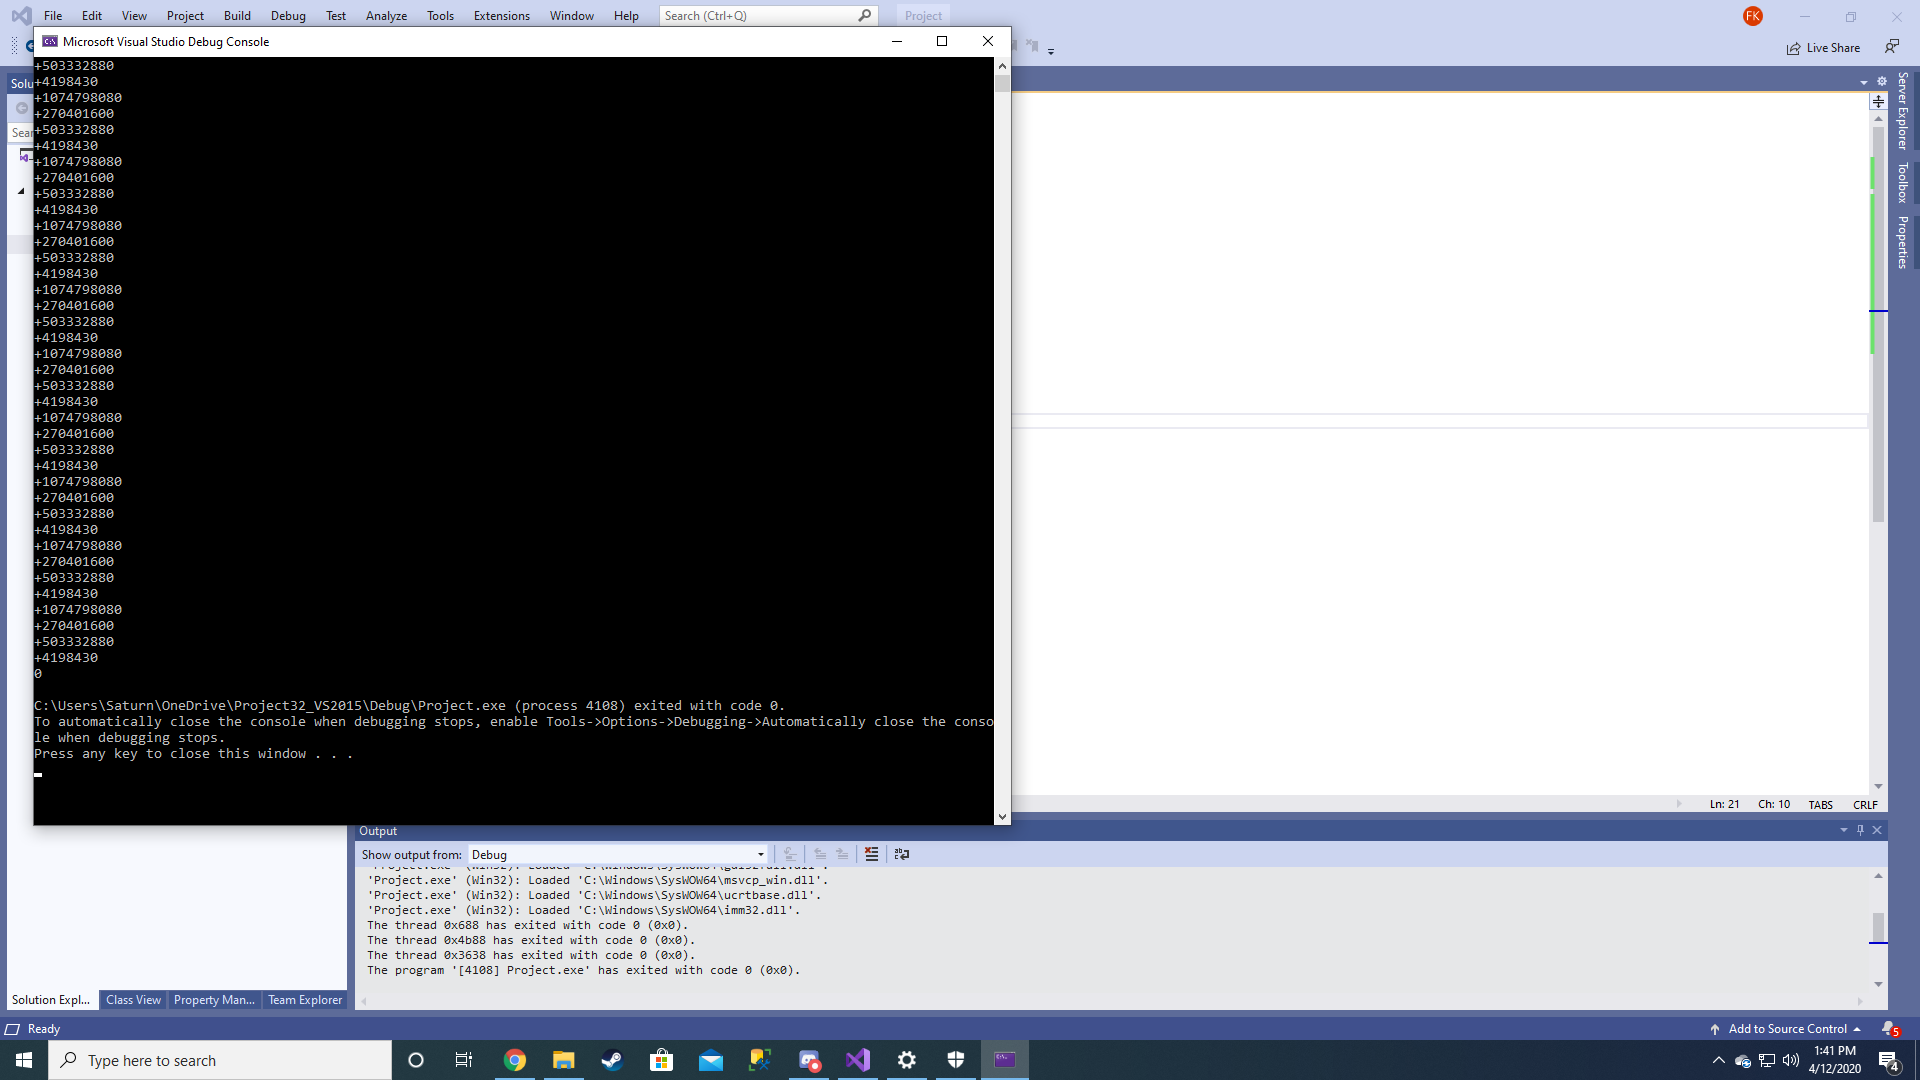 File Edit View Project Build Debug Test Analyze Tools Extensions Window Help Search (Ctrl+Q) Project FK
Microsoft Visual Studio Debug Console
Live Share
+503332880
+4198430
+1074798080
+270401600
+503332880
+4198430
+1074798080
+270401600
+503332880
+4198430
+1074798080
+270401600
+503332880
+4198430
+1074798080
+270401600
+503332880
+4198430
+1074798080
+270401600
+503332880
+4198430
+1074798080
+270401600
+503332880
+4198430
+1074798080
+270401600
+503332880
+4198430
+1074798080
+270401600
+503332880
+4198430
+1074798080
+270401600
+503332880
+4198430
0
C:\Users\Saturn\OneDrive\Project32_VS2015\Debug\Project.exe (process 4108) exited with code 0.
To automatically close the console when debugging stops, enable Tools->Options->Debugging->Automatically close the conso
le when debugging stops.
Press any key to close this window . . .
Server Explorer
Toolbox
Properties
Ln: 21 Ch: 10 TABS CRLF
Output
Show output from: Debug
'Project.exe' (Win32): Loaded 'C:\Windows\SysWOW64\msvcp_win.dll'.
'Project.exe' (Win32): Loaded 'C:\Windows\SysWOW64\ucrtbase.dll'.
'Project.exe' (Win32): Loaded 'C:\Windows\SysWOW64\imm32.dll'.
The thread 0x688 has exited with code 0 (0x0).
The thread 0x4b88 has exited with code 0 (0x0).
The thread 0x3638 has exited with code 0 (0x0).
The program '[4108] Project.exe' has exited with code 0 (0x0).
Solution Expl... Class View Property Man... Team Explorer
Ready Add to Source Control 5
Type here to search
1:41 PM
4/12/2020
4